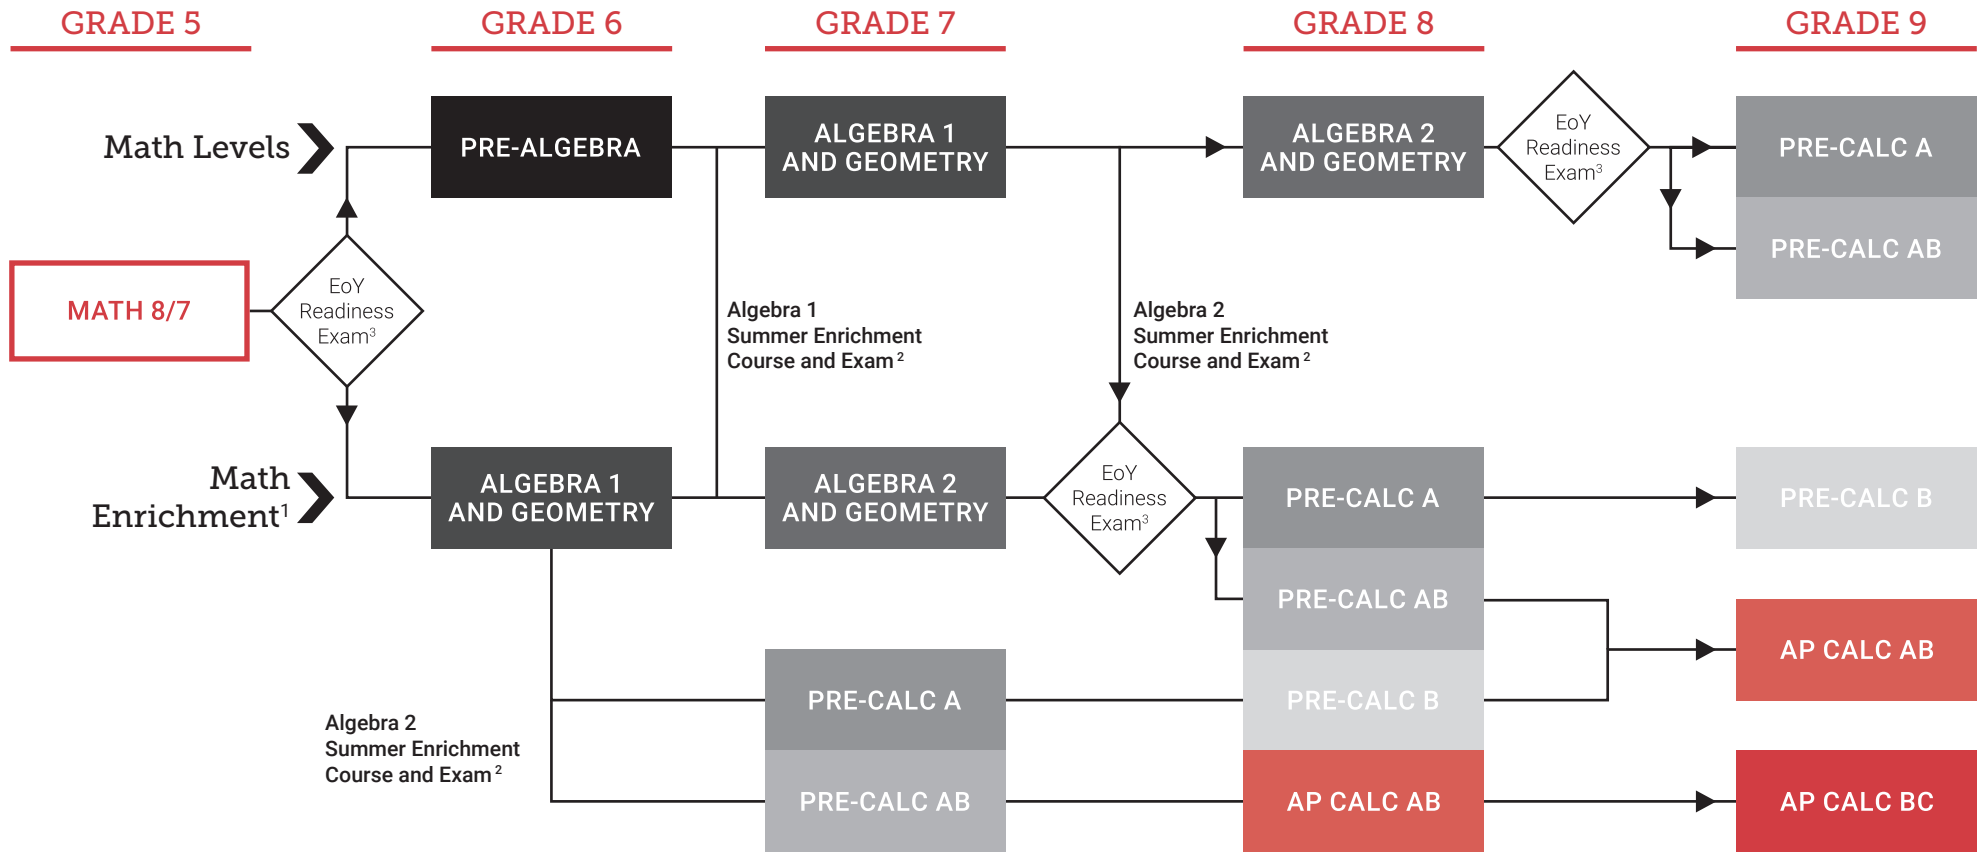 GRADE 5
GRADE 6
GRADE 7
GRADE 8
GRADE 9
Math Levels
PRE-ALGEBRA
ALGEBRA 1
AND GEOMETRY
ALGEBRA 2
AND GEOMETRY
EoY
Readiness
Exam³
PRE-CALC A
PRE-CALC AB
MATH 8/7
EoY
Readiness
Exam³
Algebra 1
Summer Enrichment
Course and Exam²
Algebra 2
Summer Enrichment
Course and Exam²
Math
Enrichment¹
ALGEBRA 1
AND GEOMETRY
ALGEBRA 2
AND GEOMETRY
EoY
Readiness
Exam³
PRE-CALC A
PRE-CALC B
PRE-CALC AB
AP CALC AB
PRE-CALC A
PRE-CALC B
Algebra 2
Summer Enrichment
Course and Exam²
PRE-CALC AB
AP CALC AB
AP CALC BC